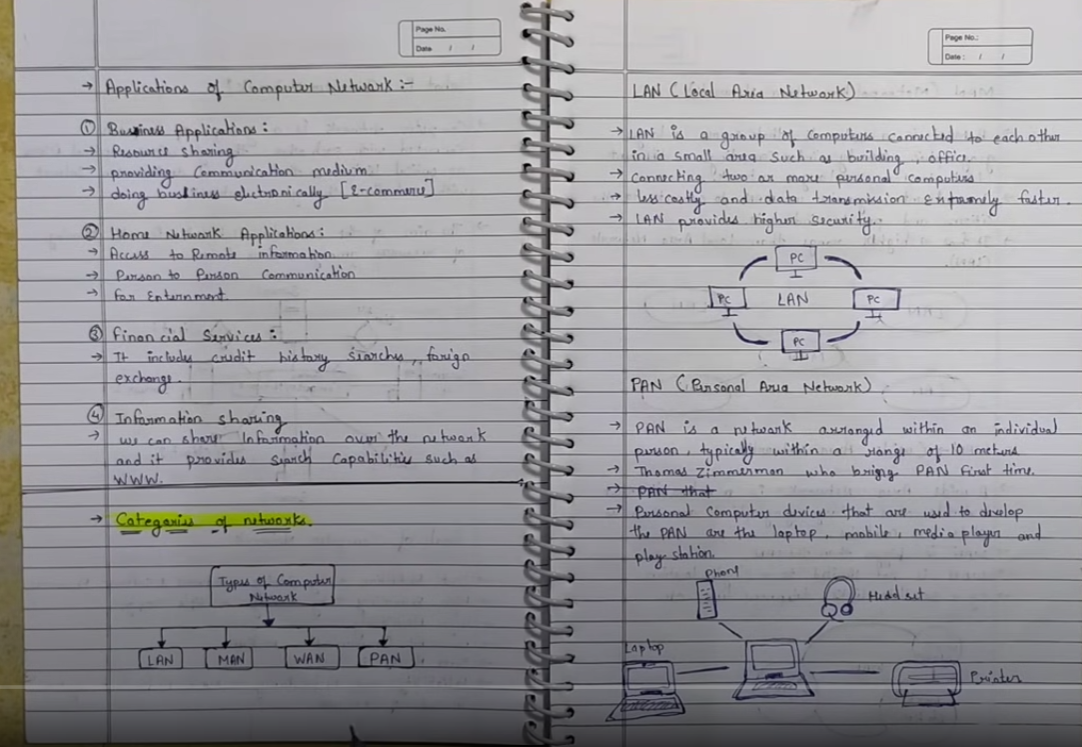 Page No.
Date / /
→ Applications of Computer Network :-
① Business Applications :
→ Resource sharing
→ providing Communication medium
→ doing business electronically [E-commerce]
② Home Network Applications :
→ Access to Remote information
→ Person to Person Communication
→ for Enternment
③ Financial Services :
→ It includes credit history searches, forign
exchange.
④ Information sharing
→ we can share Information over the network
and it provides Search Capabilities such as
WWW.
→ Categories of networks.
Types of Computer
Network
LAN MAN WAN PAN
Page No.:
Date : / /
LAN (Local Area Network)
→ LAN is a group of computers connected to each other
in a small area such as building, office.
→ connecting two or more personal computers
→ less costly and data transmission extremely faster.
→ LAN provides higher security.
PC
PC LAN PC
PC
PAN (Personal Area Network)
→ PAN is a network arranged within an individual
person, typically within a range of 10 meters
→ Thomas Zimmerman who bring PAN first time.
→ PAN that
→ Personal Computer devices that are used to develop
the PAN are the laptop, mobile, media player and
play station.
Phone
Head set
Laptop
Printer